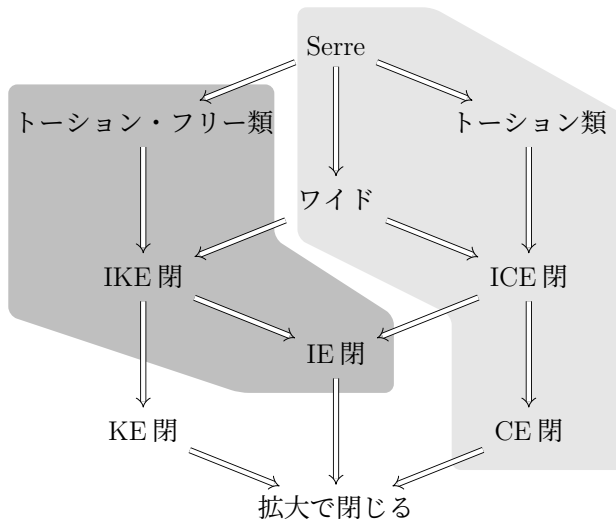 Serre
トーション・フリー類
トーション類
ワイド
IKE 閉
ICE 閉
IE 閉
KE 閉
CE 閉
拡大で閉じる